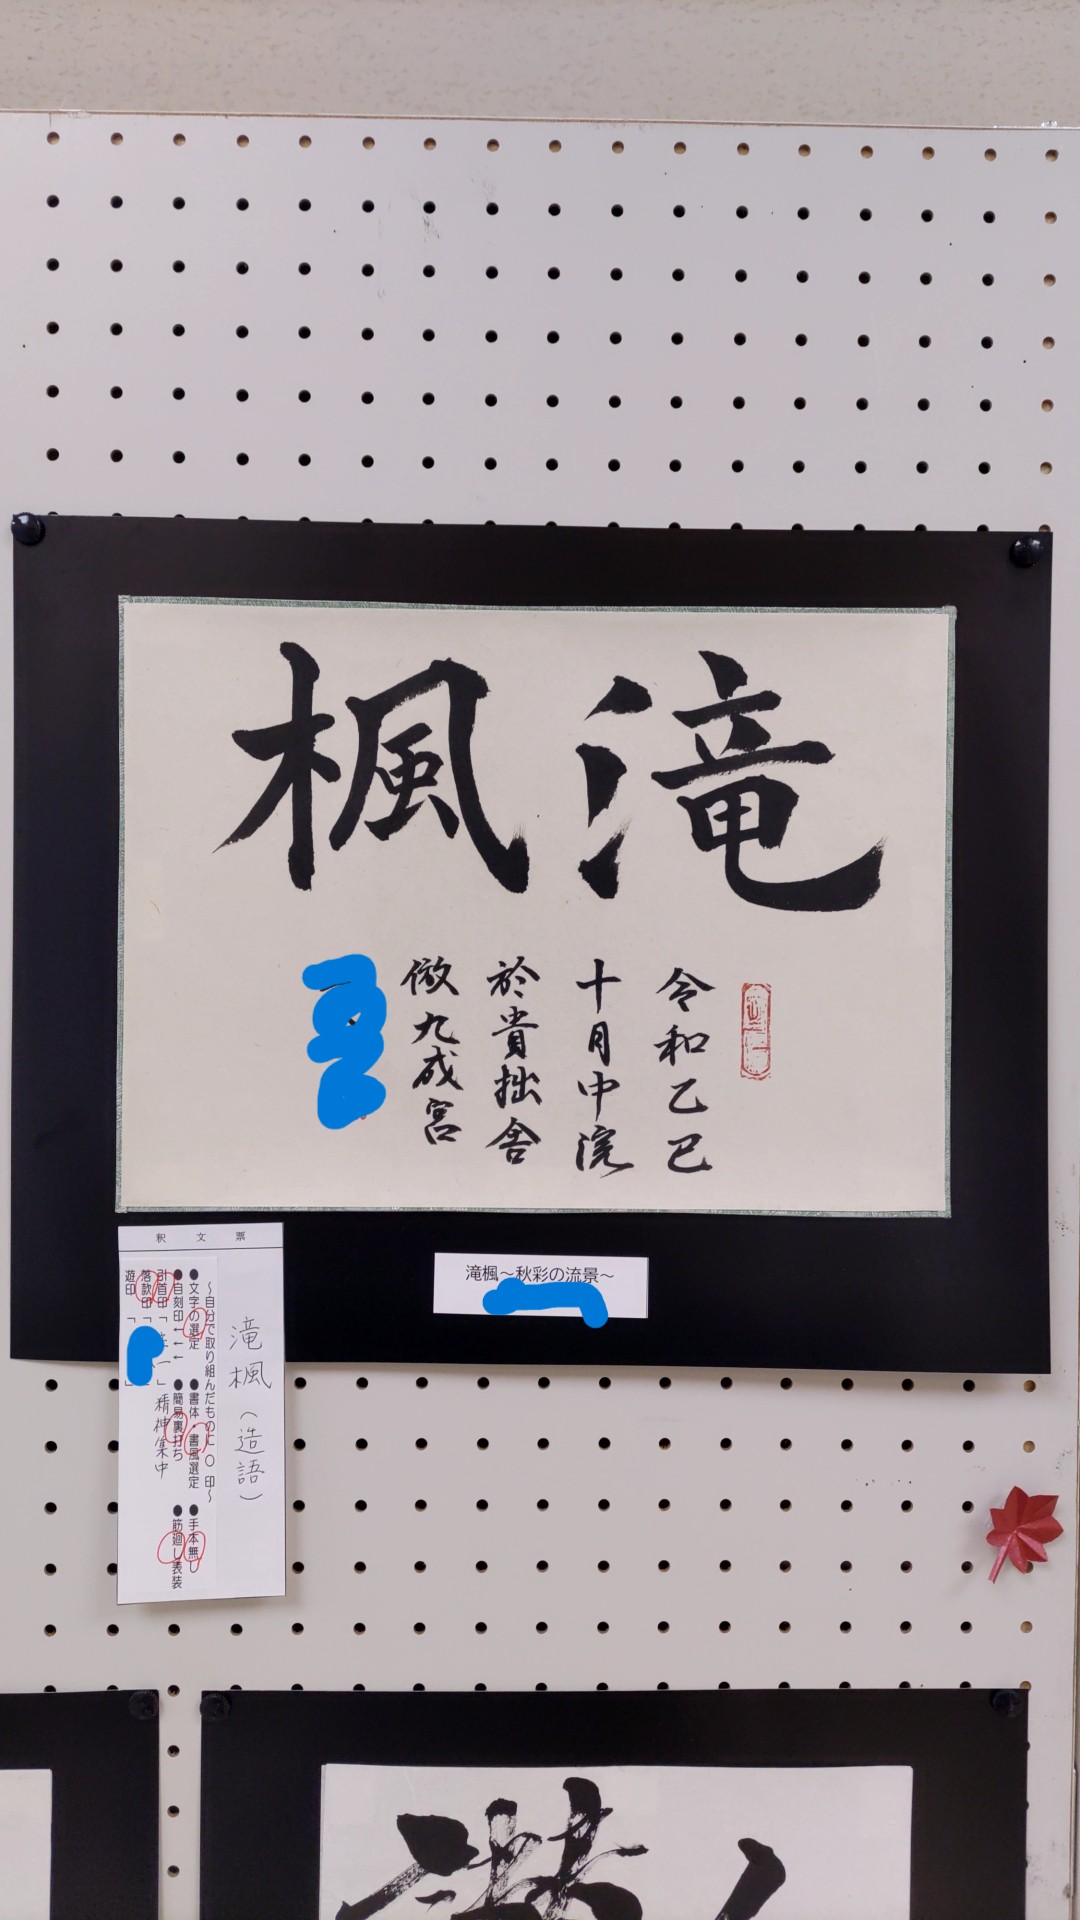 滝楓
令和乙巳
十月中浣
於貴拙舎
倣九成宮
滝楓~秋彩の流景~
釈文票
滝楓(造語)
~自分で取り組んだものに〇印~
●文字の選定 ●書体・書風選定 ●手本無し
●自刻印↓↓↓ ●簡易裏打ち ●筋廻し表装
引首印「 」精神集中
落款印「 」
遊印「 」